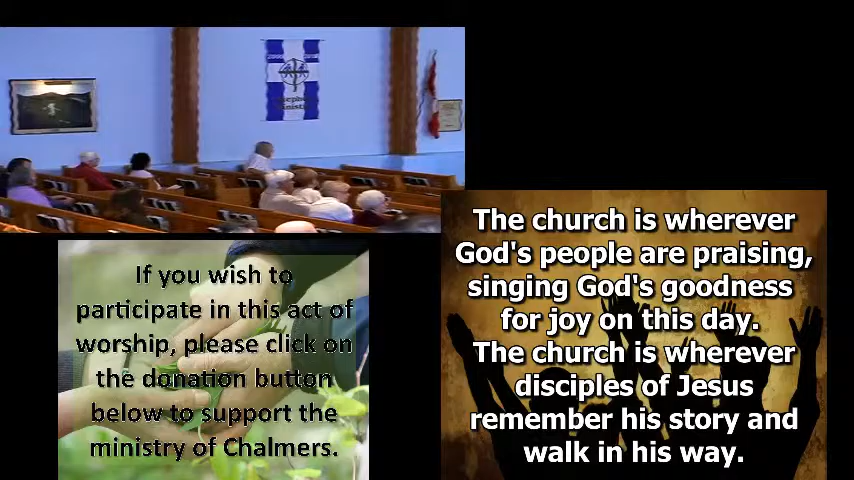 If you wish to
participate in this act of
worship, please click on
the donation button
below to support the
ministry of Chalmers.
The church is wherever
God's people are praising,
singing God's goodness
for joy on this day.
The church is wherever
disciples of Jesus
remember his story and
walk in his way.